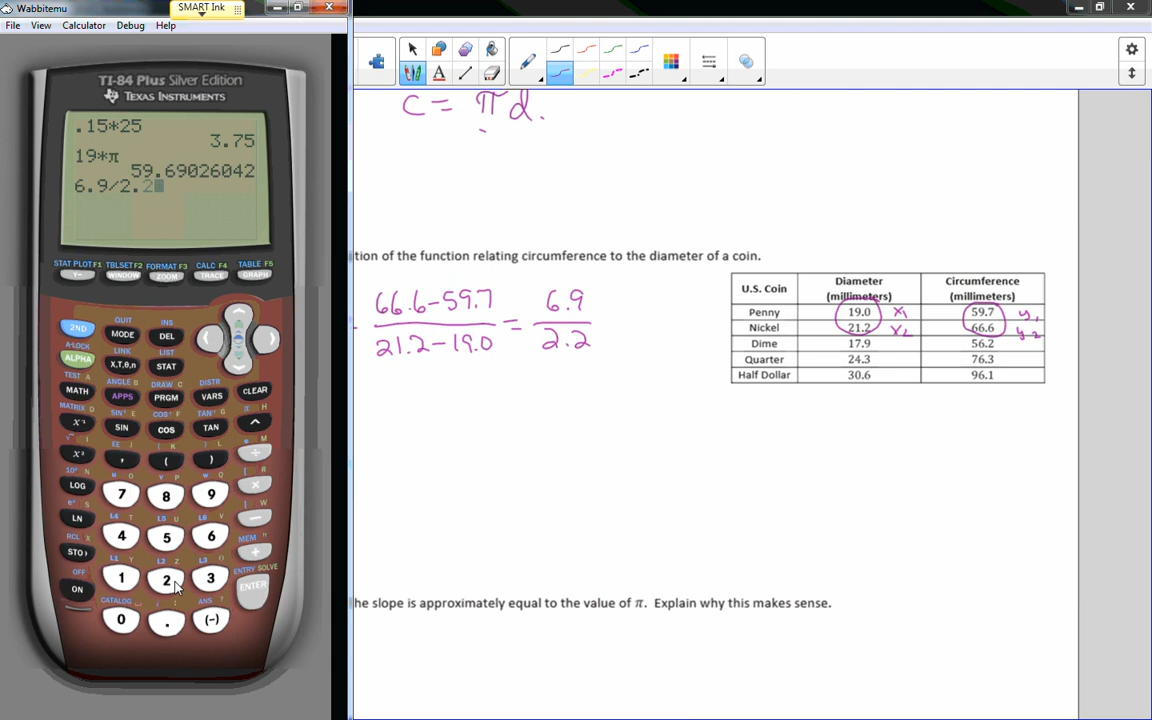 Wabbitemu
SMART Ink
File View Calculator Debug Help
TI-84 Plus Silver Edition
TEXAS INSTRUMENTS
.15*25
3.75
19*π
59.69026042
6.9/2.2
STAT PLOT F1 TBLSET F2 FORMAT F3 CALC F4 TABLE F5
Y= WINDOW ZOOM TRACE GRAPH
QUIT INS
2ND MODE DEL
A-LOCK LINK LIST
ALPHA X,T,θ,n STAT
TEST A ANGLE B DRAW C DISTR
MATH APPS PRGM VARS CLEAR
MATRIX D SIN⁻¹ E COS⁻¹ F TAN⁻¹ G π H
X⁻¹ SIN COS TAN ^
√ I EE J { K } L e M
X² , ( ) ÷
10ˣ N u O v P w Q [ R
LOG 7 8 9 ×
eˣ S L4 T L5 U L6 V ] W
LN 4 5 6 −
RCL X L1 Y L2 Z L3 θ MEM "
STO› 1 2 3 +
OFF CATALOG ⎵ i : ANS ? ENTRY SOLVE
ON 0 . (-) ENTER
A
C = π d.
tion of the function relating circumference to the diameter of a coin.
66.6-59.7 / 21.2-19.0 = 6.9 / 2.2
U.S. Coin Diameter (millimeters) Circumference (millimeters)
Penny 19.0 x₁ 59.7 y₁
Nickel 21.2 x₂ 66.6 y₂
Dime 17.9 56.2
Quarter 24.3 76.3
Half Dollar 30.6 96.1
he slope is approximately equal to the value of π. Explain why this makes sense.